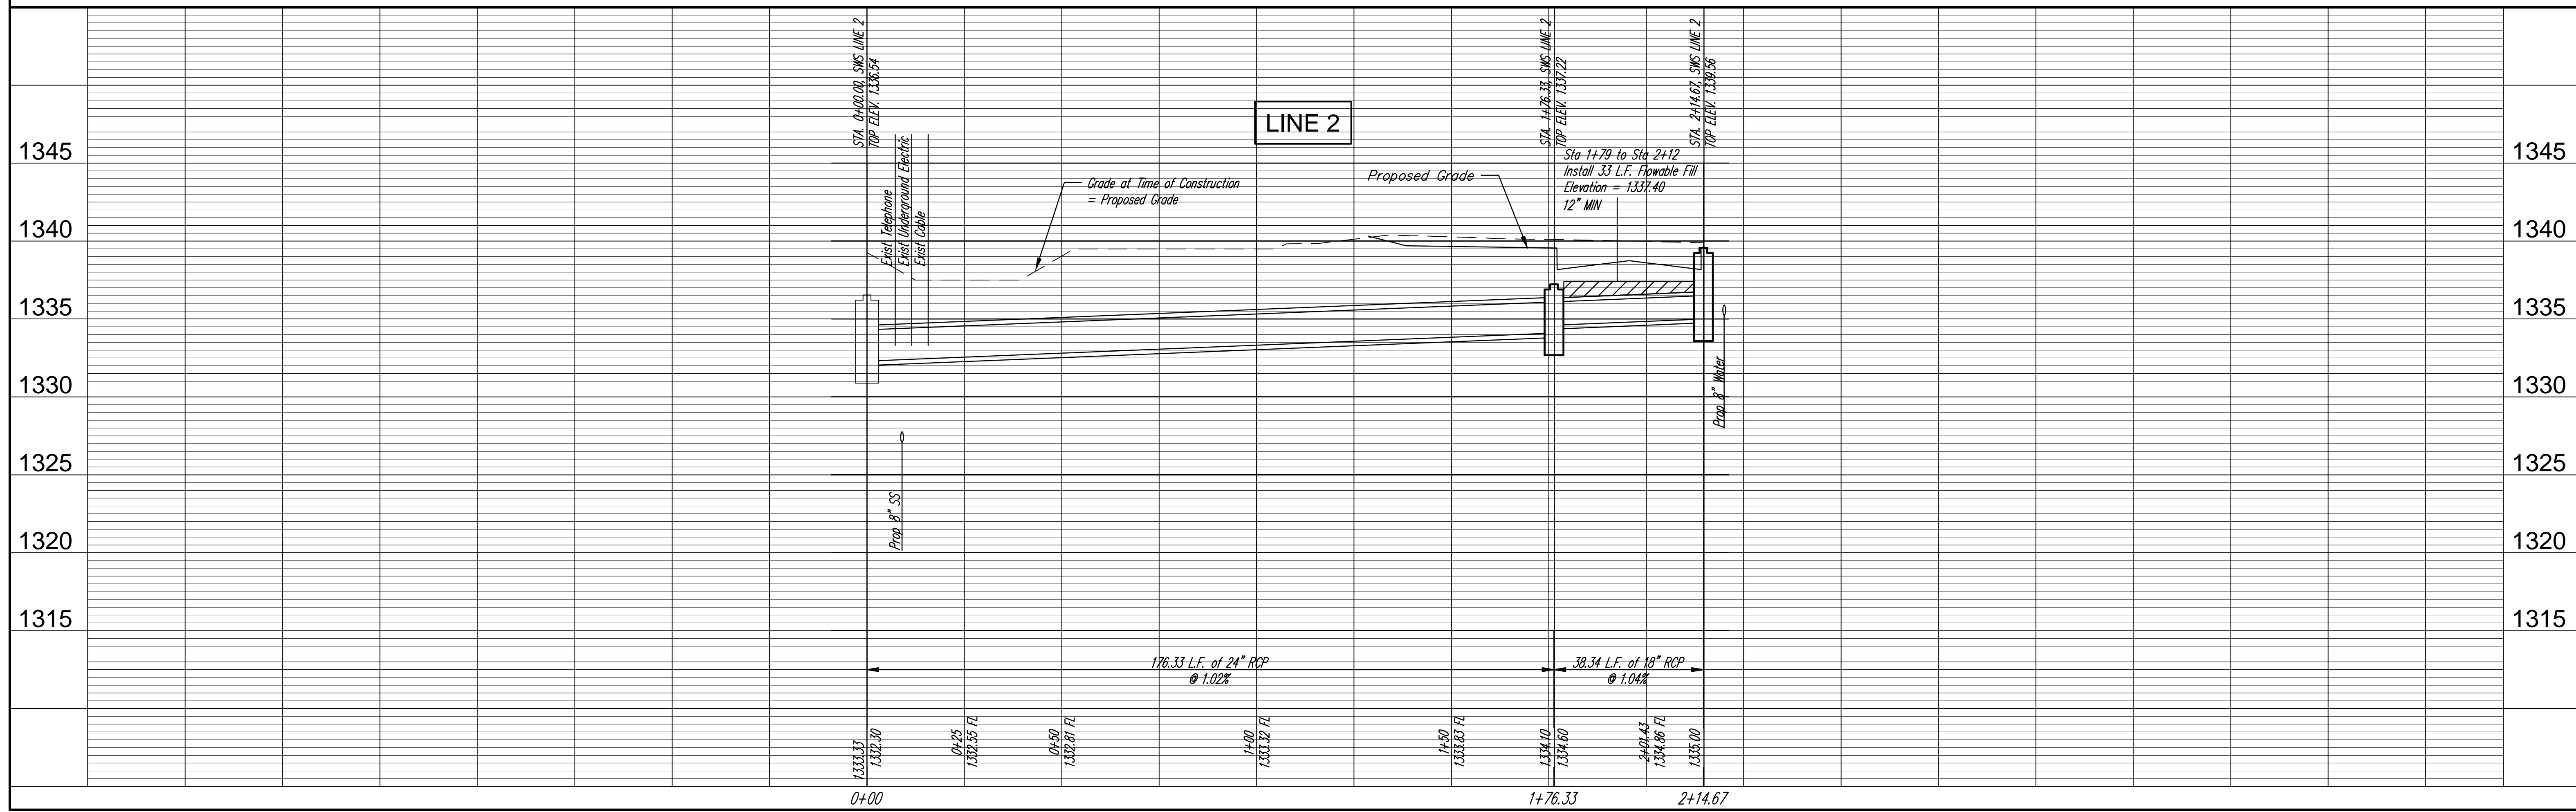 STA. 0+00.00, SWS LINE 2
TOP ELEV. 1336.54
STA. 1+76.33, SWS LINE 2
TOP ELEV. 1337.22
STA. 2+14.67, SWS LINE 2
TOP ELEV. 1339.56
LINE 2
1345
1345
Exist Telephone
Exist Underground Electric
Exist Cable
Grade at Time of Construction
= Proposed Grade
Proposed Grade
Sta 1+79 to Sta 2+12
Install 33 L.F. Flowable Fill
Elevation = 1337.40
12" MIN
1340
1340
1335
1335
Prop 8" Water
1330
1330
1325
1325
Prop 8" SS
1320
1320
1315
1315
176.33 L.F. of 24" RCP
@ 1.02%
38.34 L.F. of 18" RCP
@ 1.04%
1333.33
1332.30
0+25
1332.55 FL
0+50
1332.81 FL
1+00
1333.32 FL
1+50
1333.83 FL
1334.10
1334.60
2+01.43
1334.86 FL
1335.00
0+00
1+76.33
2+14.67